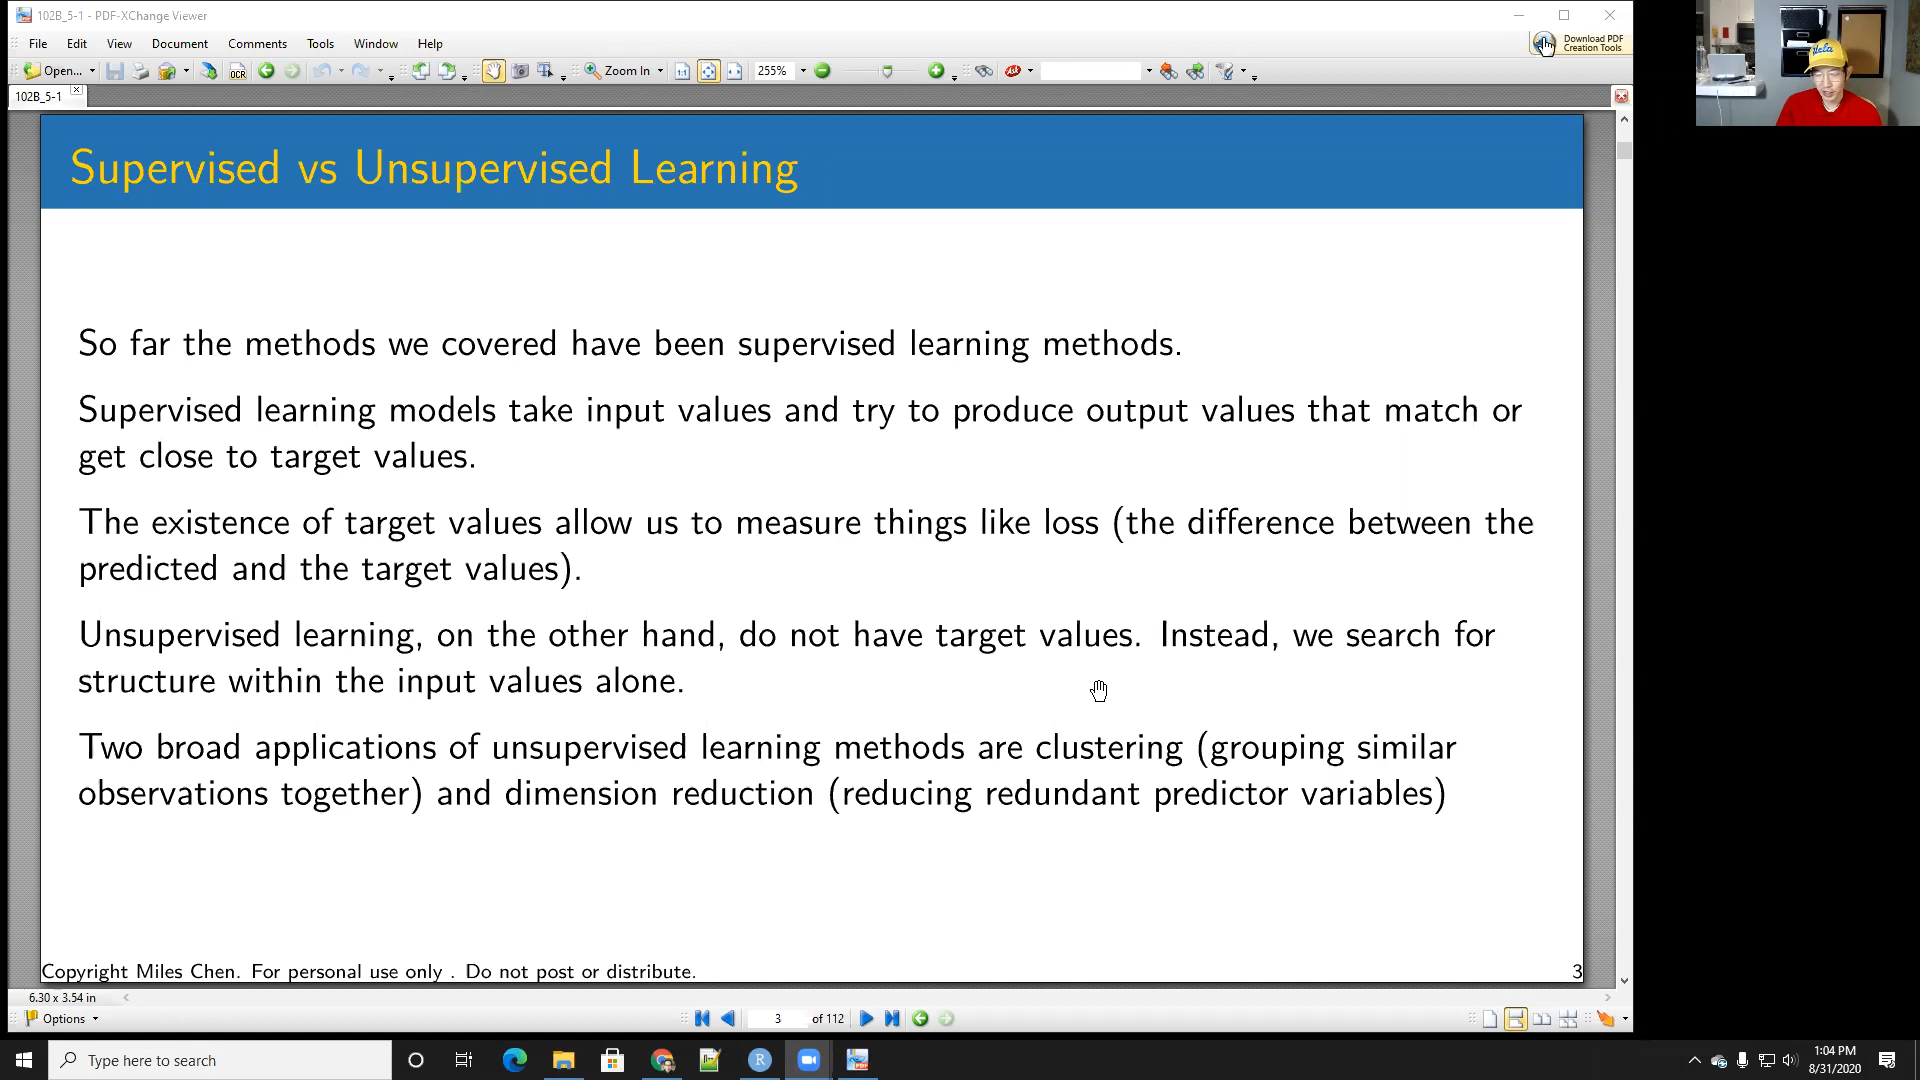 102B_5-1 - PDF-XChange Viewer
File Edit View Document Comments Tools Window Help
Download PDF
Creation Tools
Open... OCR Zoom In 255%
102B_5-1
Supervised vs Unsupervised Learning
So far the methods we covered have been supervised learning methods.
Supervised learning models take input values and try to produce output values that match or
get close to target values.
The existence of target values allow us to measure things like loss (the difference between the
predicted and the target values).
Unsupervised learning, on the other hand, do not have target values. Instead, we search for
structure within the input values alone.
Two broad applications of unsupervised learning methods are clustering (grouping similar
observations together) and dimension reduction (reducing redundant predictor variables)
Copyright Miles Chen. For personal use only . Do not post or distribute.
3
6.30 x 3.54 in
Options 3 of 112
Type here to search
R
1:04 PM
8/31/2020